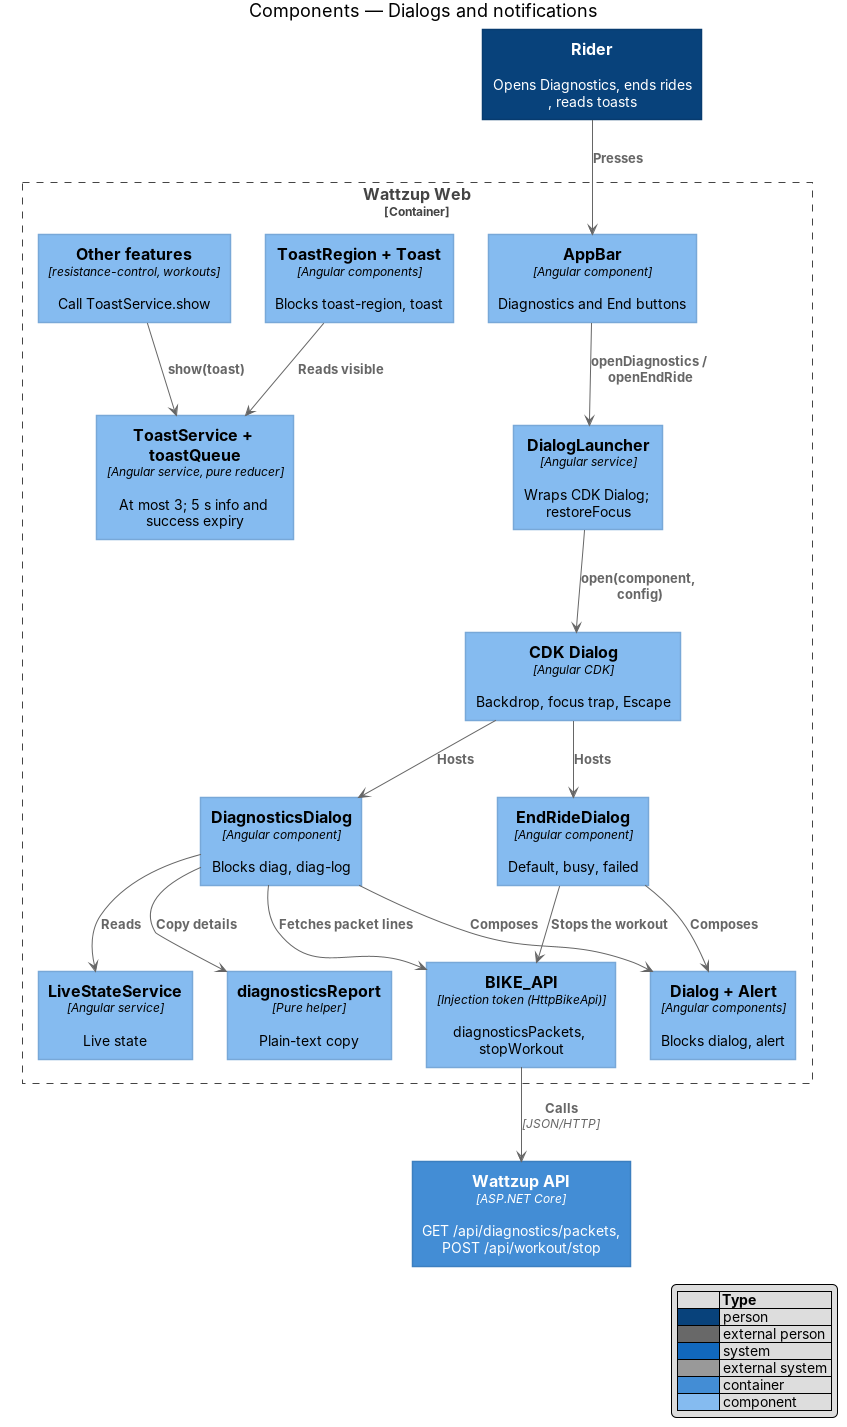 Components — Dialogs and notifications
Rider
Opens Diagnostics, ends rides
, reads toasts
Presses
Wattzup Web
[Container]
Other features
[resistance-control, workouts]
Call ToastService.show
ToastRegion + Toast
[Angular components]
Blocks toast-region, toast
AppBar
[Angular component]
Diagnostics and End buttons
show(toast)
Reads visible
openDiagnostics /
openEndRide
ToastService +
toastQueue
[Angular service, pure reducer]
At most 3; 5 s info and
success expiry
DialogLauncher
[Angular service]
Wraps CDK Dialog;
restoreFocus
open(component,
config)
CDK Dialog
[Angular CDK]
Backdrop, focus trap, Escape
Hosts
Hosts
DiagnosticsDialog
[Angular component]
Blocks diag, diag-log
EndRideDialog
[Angular component]
Default, busy, failed
Reads
Copy details
Fetches packet lines
Composes
Stops the workout
Composes
LiveStateService
[Angular service]
Live state
diagnosticsReport
[Pure helper]
Plain-text copy
BIKE_API
[Injection token (HttpBikeApi)]
diagnosticsPackets,
stopWorkout
Dialog + Alert
[Angular components]
Blocks dialog, alert
Calls
[JSON/HTTP]
Wattzup API
[ASP.NET Core]
GET /api/diagnostics/packets,
POST /api/workout/stop
Type
person
external person
system
external system
container
component